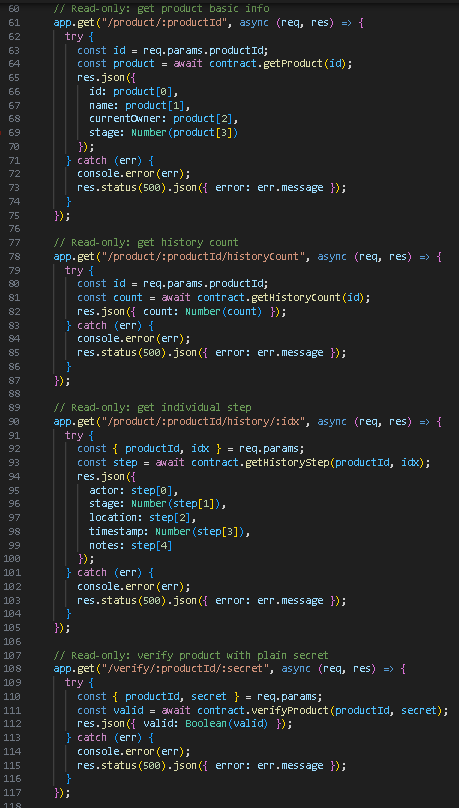 60 // Read-only: get product basic info
61 app.get("/product/:productId", async (req, res) => {
62 try {
63 const id = req.params.productId;
64 const product = await contract.getProduct(id);
65 res.json({
66 id: product[0],
67 name: product[1],
68 currentOwner: product[2],
69 stage: Number(product[3])
70 });
71 } catch (err) {
72 console.error(err);
73 res.status(500).json({ error: err.message });
74 }
75 });
76
77 // Read-only: get history count
78 app.get("/product/:productId/historyCount", async (req, res) => {
79 try {
80 const id = req.params.productId;
81 const count = await contract.getHistoryCount(id);
82 res.json({ count: Number(count) });
83 } catch (err) {
84 console.error(err);
85 res.status(500).json({ error: err.message });
86 }
87 });
88
89 // Read-only: get individual step
90 app.get("/product/:productId/history/:idx", async (req, res) => {
91 try {
92 const { productId, idx } = req.params;
93 const step = await contract.getHistoryStep(productId, idx);
94 res.json({
95 actor: step[0],
96 stage: Number(step[1]),
97 location: step[2],
98 timestamp: Number(step[3]),
99 notes: step[4]
100 });
101 } catch (err) {
102 console.error(err);
103 res.status(500).json({ error: err.message });
104 }
105 });
106
107 // Read-only: verify product with plain secret
108 app.get("/verify/:productId/:secret", async (req, res) => {
109 try {
110 const { productId, secret } = req.params;
111 const valid = await contract.verifyProduct(productId, secret);
112 res.json({ valid: Boolean(valid) });
113 } catch (err) {
114 console.error(err);
115 res.status(500).json({ error: err.message });
116 }
117 });
118